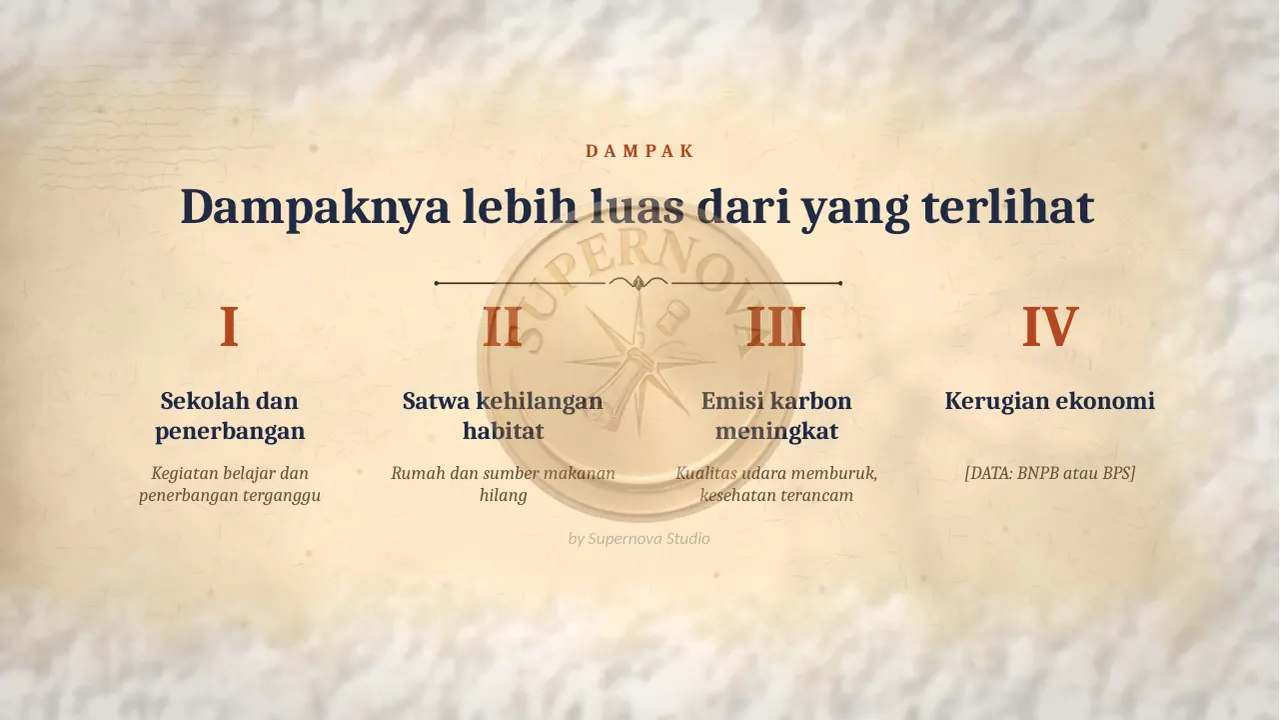 DAMPAK
Dampaknya lebih luas dari yang terlihat
SUPERNOVA
I
II
III
IV
Sekolah dan
penerbangan
Satwa kehilangan
habitat
Emisi karbon
meningkat
Kerugian ekonomi
Kegiatan belajar dan
penerbangan terganggu
Rumah dan sumber makanan
hilang
Kualitas udara memburuk,
kesehatan terancam
[DATA: BNPB atau BPS]
by Supernova Studio